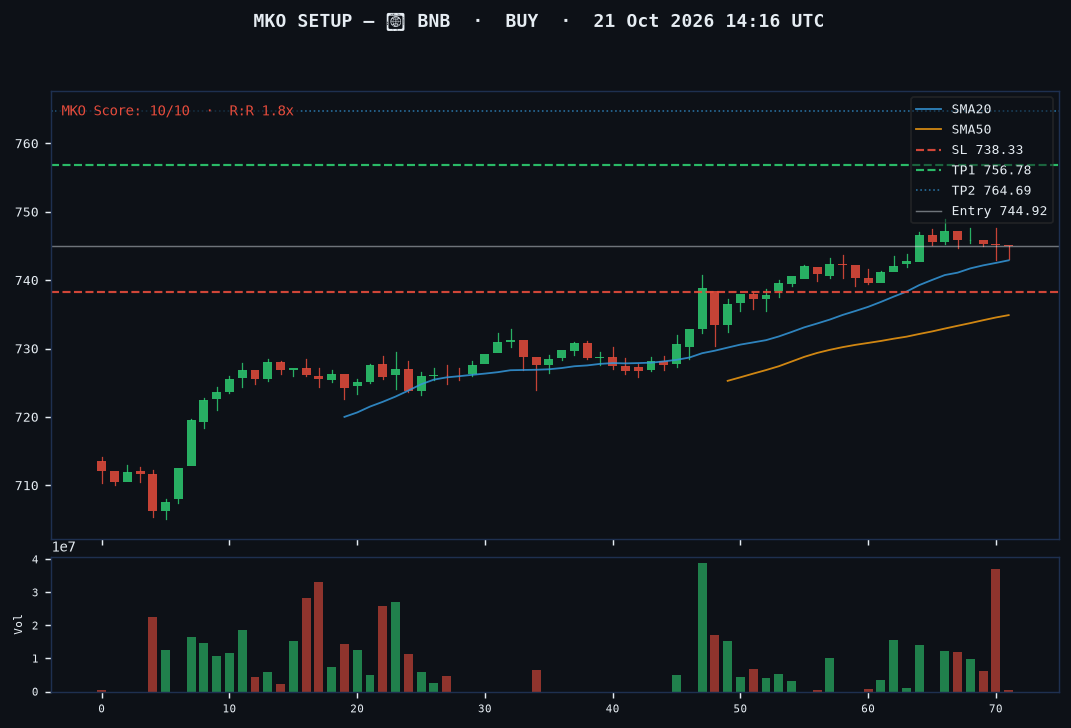 MKO SETUP — 🌐 BNB · BUY · 21 Oct 2026 14:16 UTC
MKO Score: 10/10 · R:R 1.8x
SMA20
SMA50
SL 738.33
TP1 756.78
TP2 764.69
Entry 744.92
760
750
740
730
720
710
1e7
4
3
2
1
0
Vol
0 10 20 30 40 50 60 70